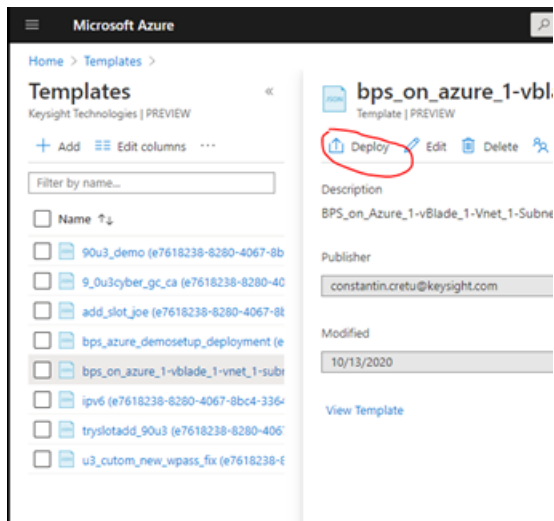 Microsoft Azure
Home > Templates >
Templates
Keysight Technologies | PREVIEW
Add Edit columns ...
Filter by name...
Name
90u3_demo (e7618238-8280-4067-8b
9_0u3cyber_gc_ca (e7618238-8280-40
add_slot_joe (e7618238-8280-4067-8b
bps_azure_demosetup_deployment (e
bps_on_azure_1-vblade_1-vnet_1-subn
ipv6 (e7618238-8280-4067-8bc4-3364
tryslotadd_90u3 (e7618238-8280-4067
u3_cutom_new_wpass_fix (e7618238-8
bps_on_azure_1-vbla
Template | PREVIEW
Deploy Edit Delete
Description
BPS_on_Azure_1-vBlade_1-Vnet_1-Subne
Publisher
constantin.cretu@keysight.com
Modified
10/13/2020
View Template